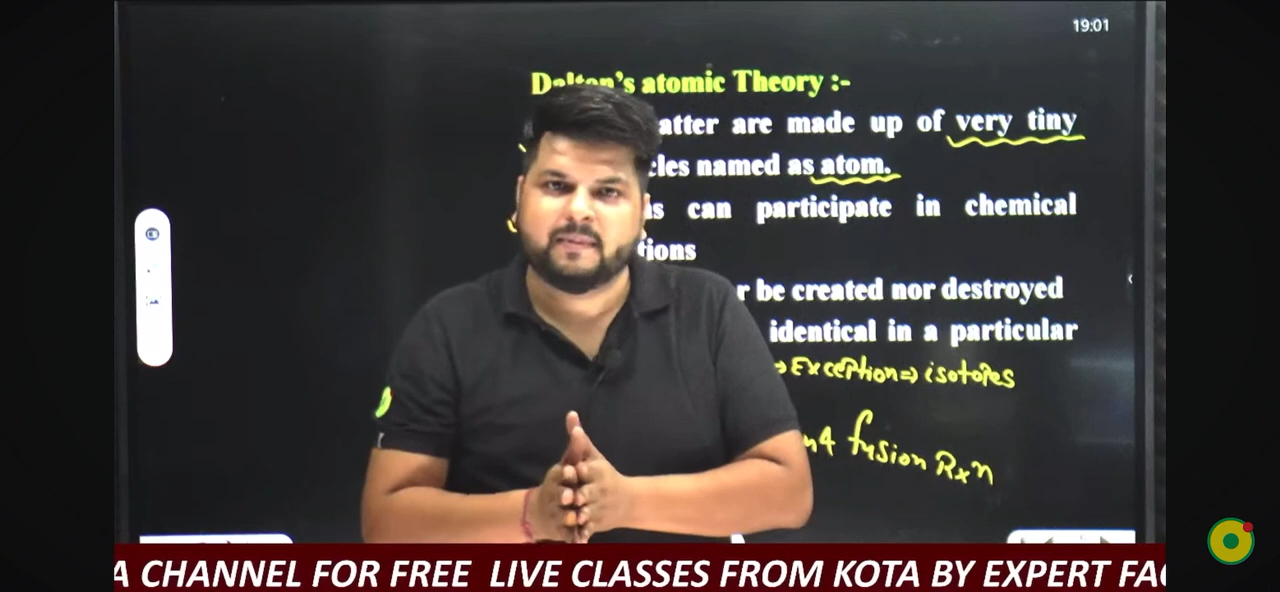 19:01
Dalton's atomic Theory :-
atter are made up of very tiny
cles named as atom.
s can participate in chemical
tions
r be created nor destroyed
identical in a particular
→ Exception ⇒ isotopes
n4 fusion Rxn
A CHANNEL FOR FREE LIVE CLASSES FROM KOTA BY EXPERT FAC